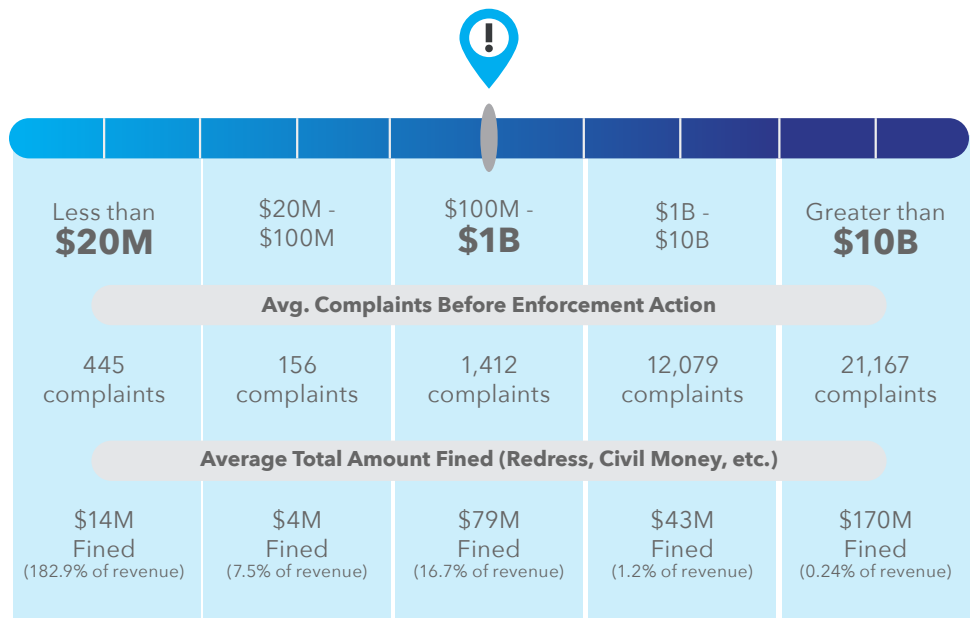 !
Less than
$20M
$20M -
$100M
$100M -
$1B
$1B -
$10B
Greater than
$10B
Avg. Complaints Before Enforcement Action
445
complaints
156
complaints
1,412
complaints
12,079
complaints
21,167
complaints
Average Total Amount Fined (Redress, Civil Money, etc.)
$14M
Fined
(182.9% of revenue)
$4M
Fined
(7.5% of revenue)
$79M
Fined
(16.7% of revenue)
$43M
Fined
(1.2% of revenue)
$170M
Fined
(0.24% of revenue)